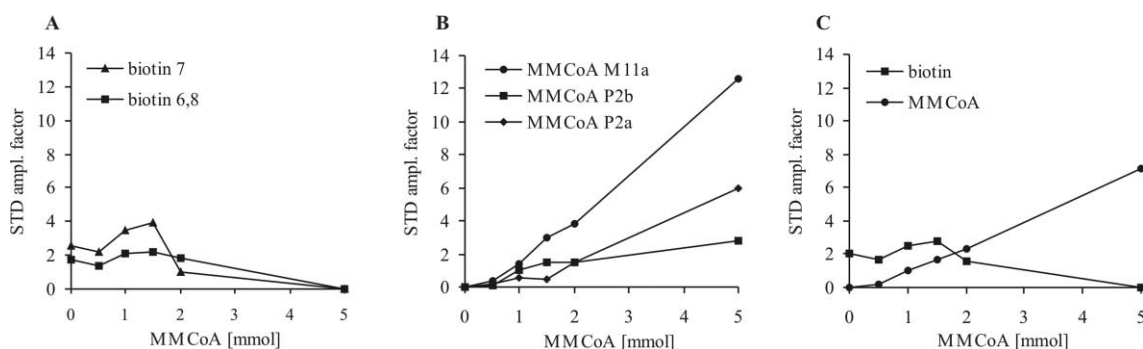 A
STD ampl. factor
14
12
10
8
6
4
2
0
biotin 7
biotin 6,8
0 1 2 3 4 5
MMCoA [mmol]
B
STD ampl. factor
14
12
10
8
6
4
2
0
MMCoA M11a
MMCoA P2b
MMCoA P2a
0 1 2 3 4 5
MMCoA [mmol]
C
STD ampl. factor
14
12
10
8
6
4
2
0
biotin
MMCoA
0 1 2 3 4 5
MMCoA [mmol]